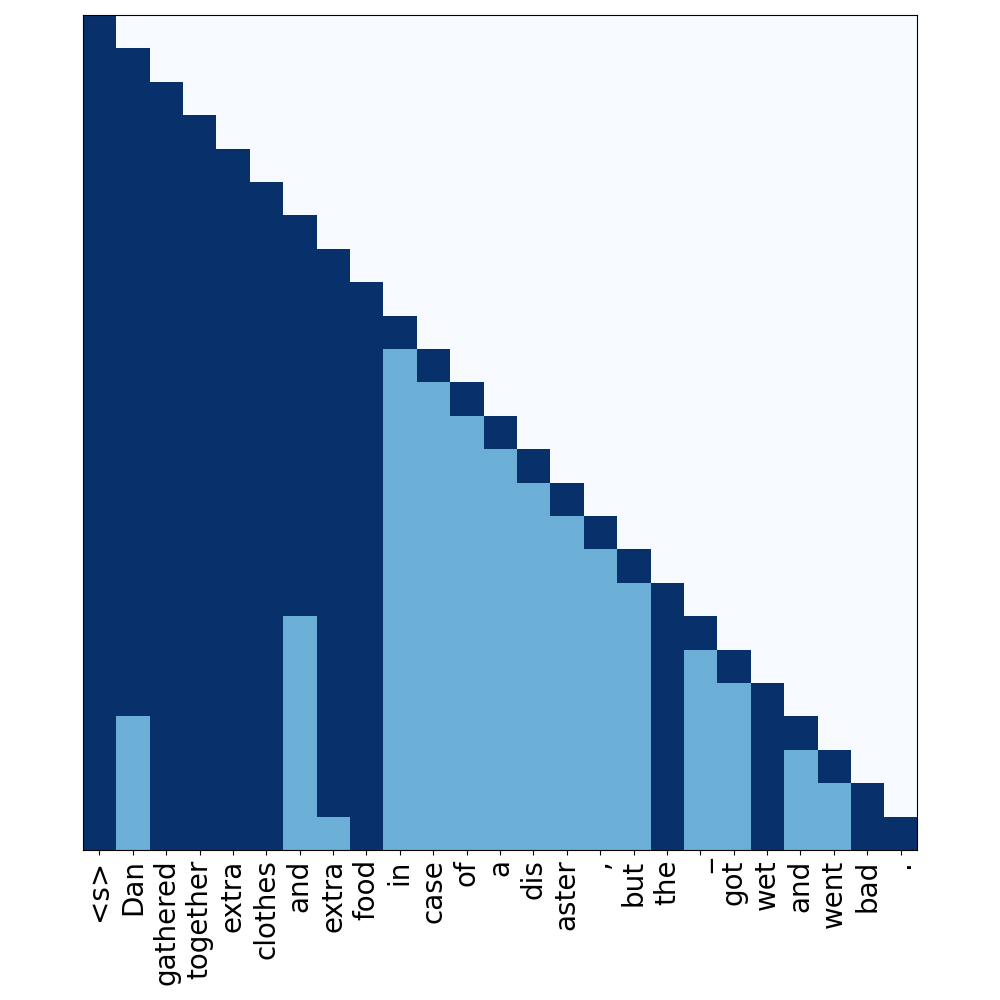 <s> Dan gathered together extra clothes and extra food in case of a dis aster , but the _ got wet and went bad .